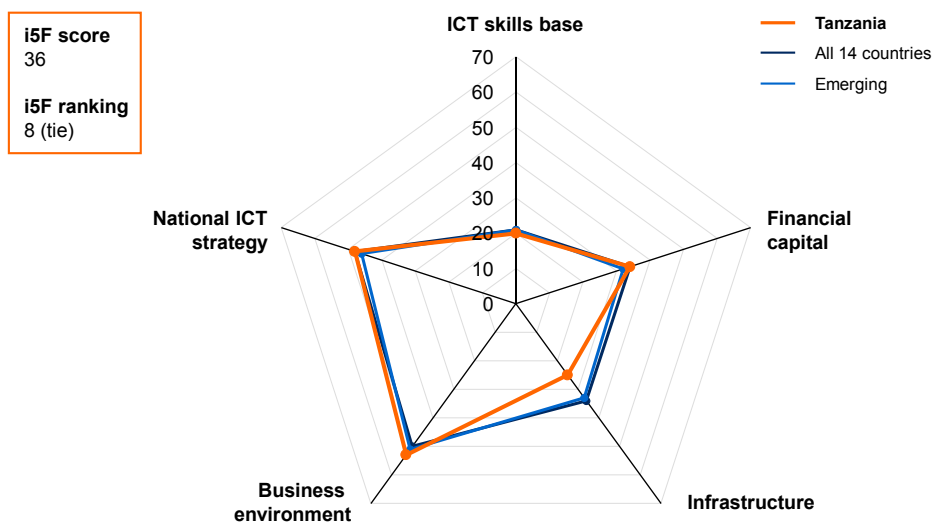 i5F score
36
i5F ranking
8 (tie)
ICT skills base
Tanzania
All 14 countries
Emerging
70
60
50
40
30
20
10
0
National ICT
strategy
Financial
capital
Business
environment
Infrastructure